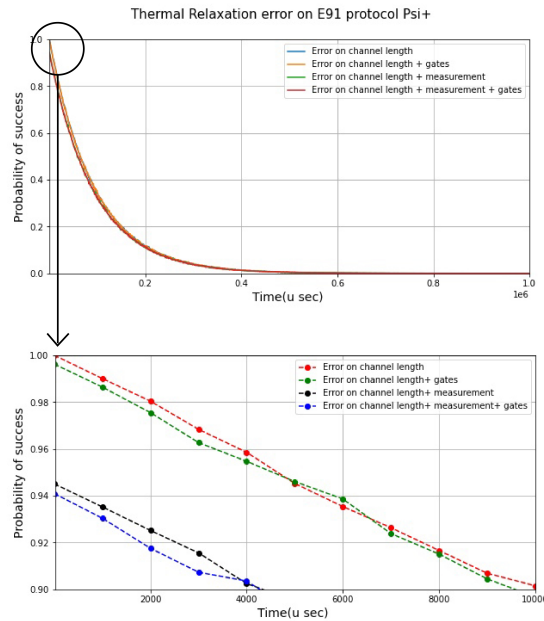 Thermal Relaxation error on E91 protocol Psi+
1.0
0.8
0.6
0.4
0.2
0.0
Probability of success
Error on channel length
Error on channel length + gates
Error on channel length + measurement
Error on channel length + measurement + gates
0.2 0.4 0.6 0.8 1.0
1e6
Time(u sec)
1.00
0.98
0.96
0.94
0.92
0.90
Probability of success
Error on channel length
Error on channel length+ gates
Error on channel length+ measurement
Error on channel length+ measurement+ gates
2000 4000 6000 8000 10000
Time(u sec)